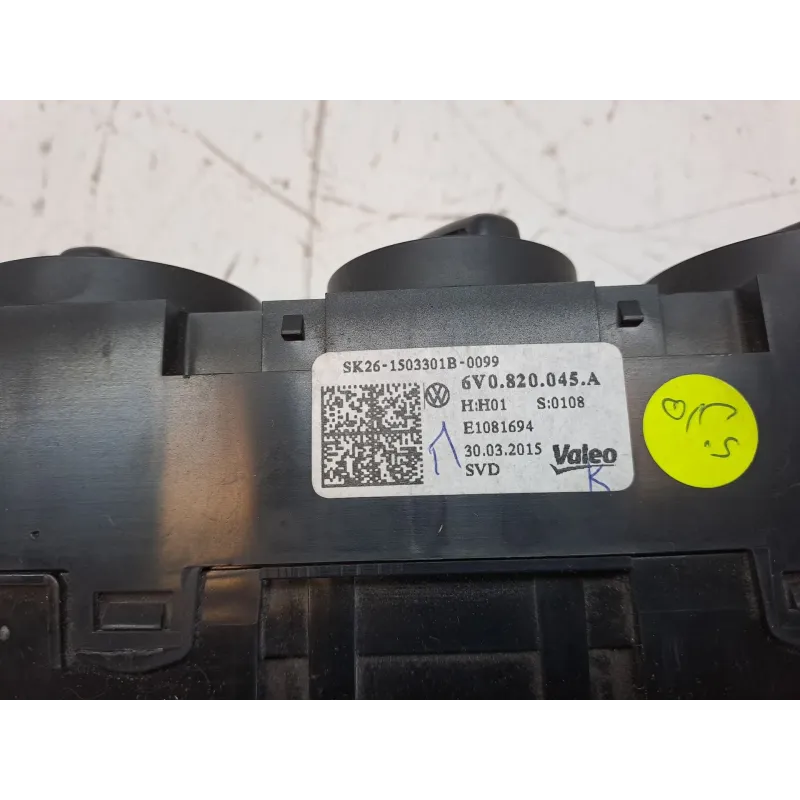 SK26-1503301B-0099
6V0.820.045.A
H:H01 S:0108
E1081694
30.03.2015 Valeo
SVD
K